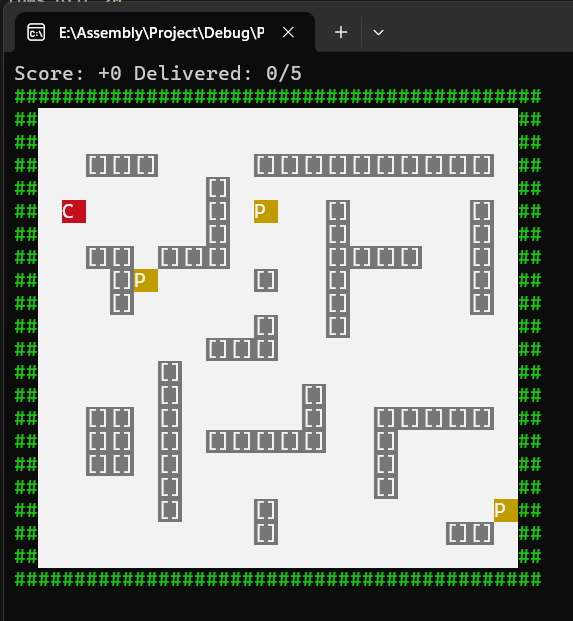 E:\Assembly\Project\Debug\P
Score: +0 Delivered: 0/5
############################################
##                                        ##
##                                        ##
##    [][][]        [][][][][][][][][][]  ##
##              []                        ##
##  C           []  P     []          []  ##
##              []        []          []  ##
##    [][]  [][][]        [][][][]    []  ##
##      []P         []    []          []  ##
##      []                []          []  ##
##                  []    []              ##
##              [][][]                    ##
##          []                            ##
##          []          []                ##
##    [][]  []          []    [][][][][]  ##
##    [][]  []  [][][][][]    []          ##
##    [][]  []                []          ##
##          []                []          ##
##          []      []                  P ##
##                  []              [][]  ##
##                                        ##
############################################